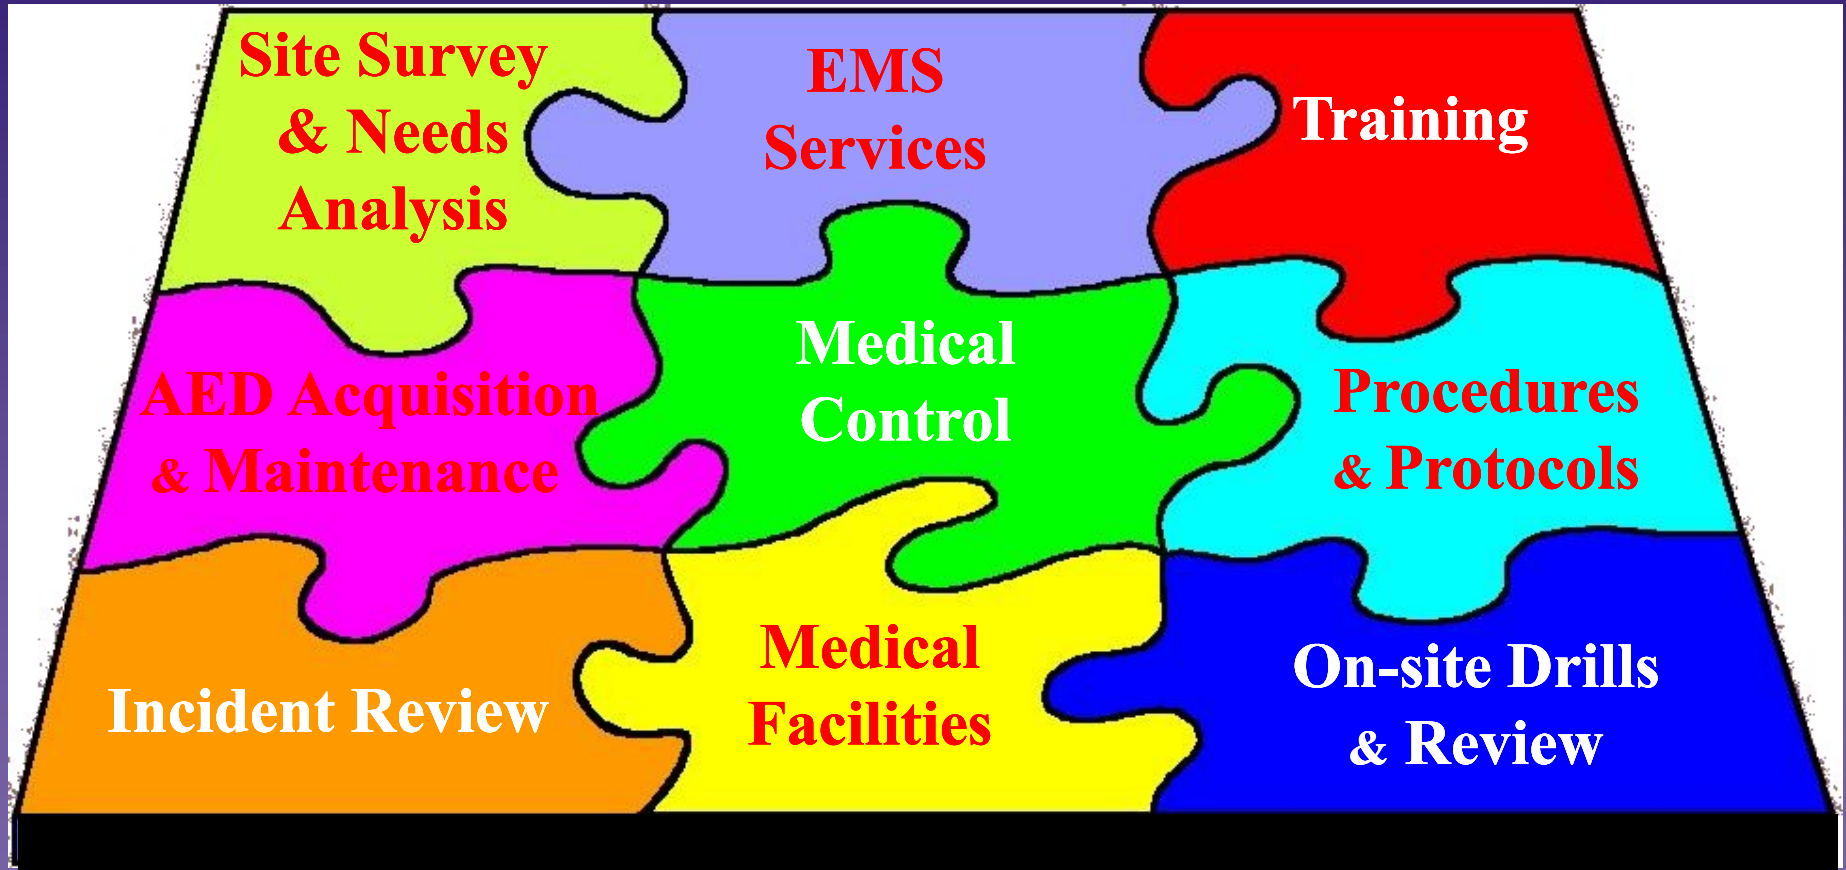 Site Survey
& Needs
Analysis
EMS
Services
Training
AED Acquisition
& Maintenance
Medical
Control
Procedures
& Protocols
Incident Review
Medical
Facilities
On-site Drills
& Review